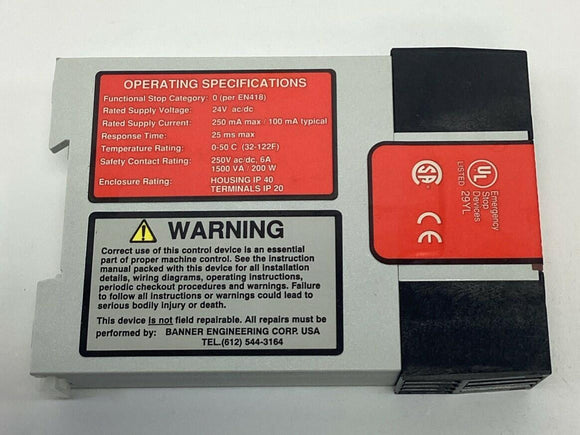 OPERATING SPECIFICATIONS
Functional Stop Category: 0 (per EN418)
Rated Supply Voltage: 24V ac/dc
Rated Supply Current: 250 mA max / 100 mA typical
Response Time: 25 ms max
Temperature Rating: 0-50 C (32-122F)
Safety Contact Rating: 250V ac/dc, 6A
1500 VA / 200 W
Enclosure Rating: HOUSING IP 40
TERMINALS IP 20
WARNING
Correct use of this control device is an essential
part of proper machine control. See the instruction
manual packed with this device for all installation
details, wiring diagrams, operating instructions,
periodic checkout procedures and warnings. Failure
to follow all instructions or warnings could lead to
serious bodily injury or death.
This device is not field repairable. All repairs must be
performed by: BANNER ENGINEERING CORP. USA
TEL.(612) 544-3164
UL
LISTED
Emergency
Stop
Devices
29YL
SA
CE